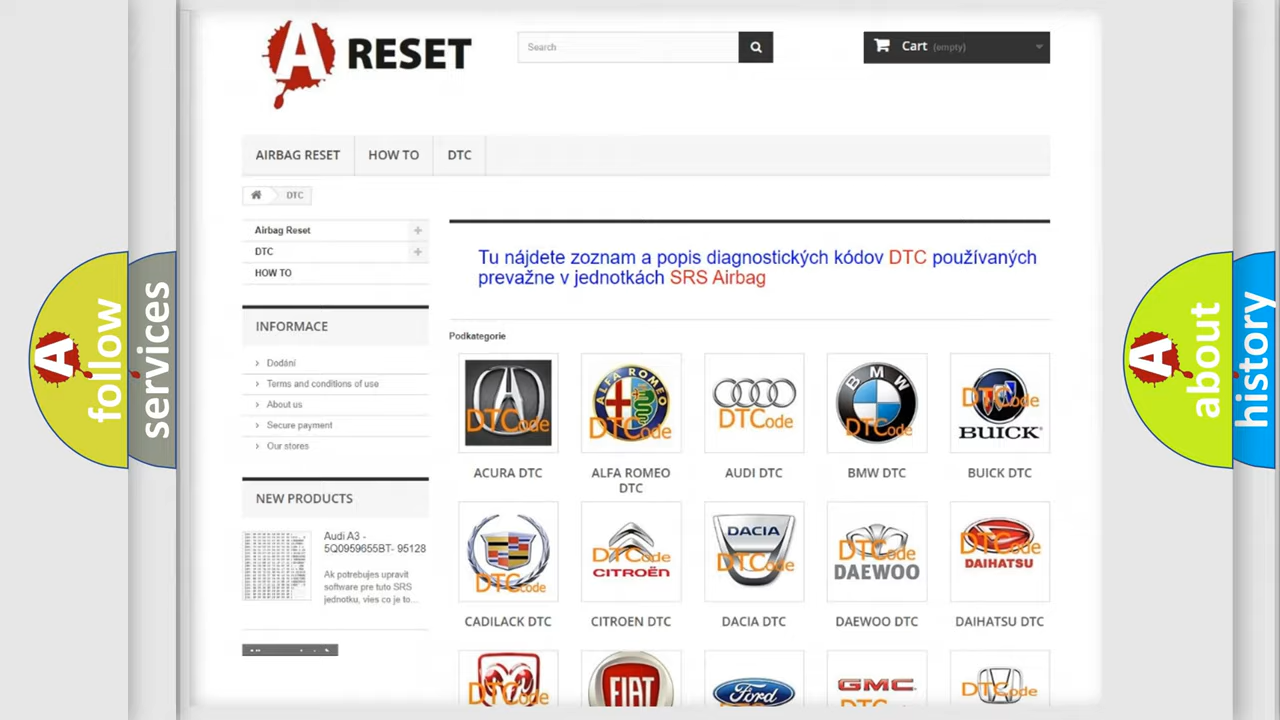 A RESET
Search
Cart (empty)
AIRBAG RESET
HOW TO
DTC
DTC
Airbag Reset
DTC
HOW TO
INFORMACE
Dodání
Terms and conditions of use
About us
Secure payment
Our stores
NEW PRODUCTS
Audi A3 -
5Q0959655BT- 95128
Ak potrebujes upravit
software pre tuto SRS
jednotku, vies co je to...
Tu nájdete zoznam a popis diagnostických kódov DTC používaných
prevažne v jednotkách SRS Airbag
Podkategorie
DTCode
ALFA ROMEO
DTCode
DTCode
BMW
DTCode
DTCode
BUICK
ACURA DTC
ALFA ROMEO
DTC
AUDI DTC
BMW DTC
BUICK DTC
DTCode
DTCode
CITROËN
DACIA
DTCode
DTCode
DAEWOO
DTCode
DAIHATSU
CADILACK DTC
CITROEN DTC
DACIA DTC
DAEWOO DTC
DAIHATSU DTC
DTCode
FIAT
Ford
GMC
DTCode
A follow
services
A about
history